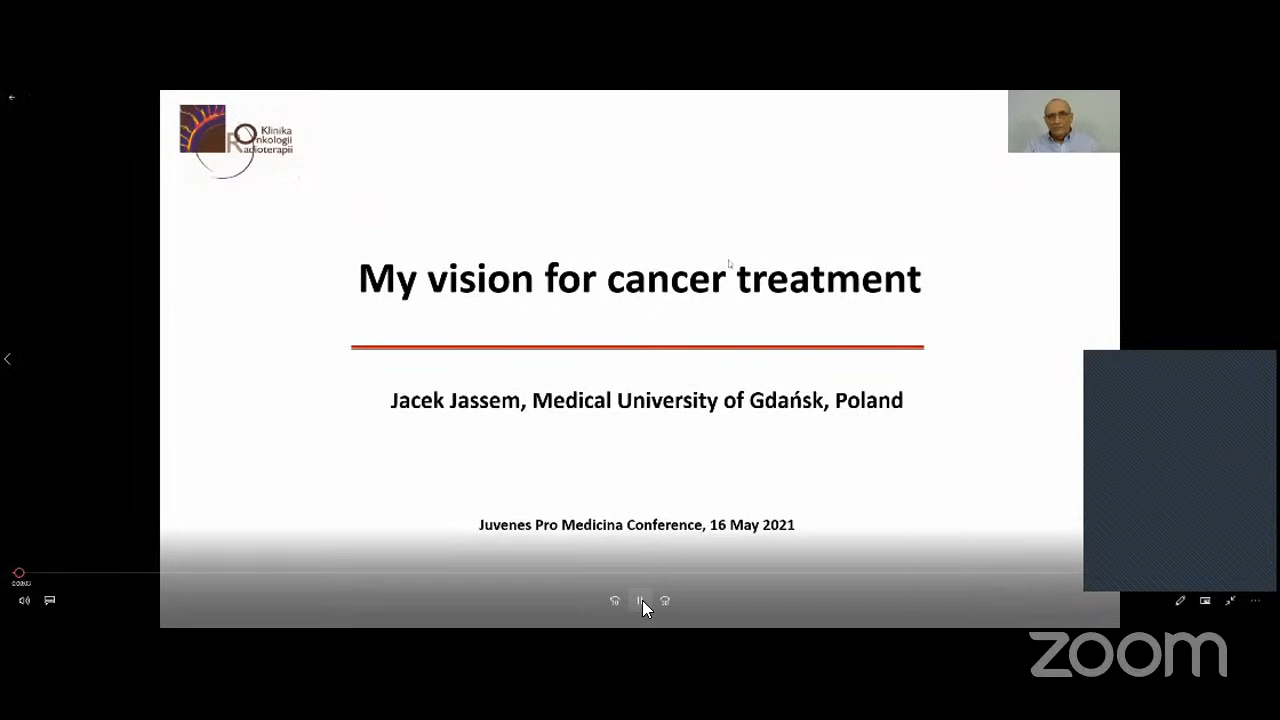 Klinika
Onkologii
Radioterapii
My vision for cancer treatment
Jacek Jassem, Medical University of Gdańsk, Poland
Juvenes Pro Medicina Conference, 16 May 2021
zoom